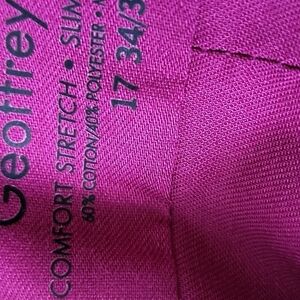 Geoffrey
COMFORT STRETCH • SLIM
60% COTTON/40% POLYESTER •
17 34/3